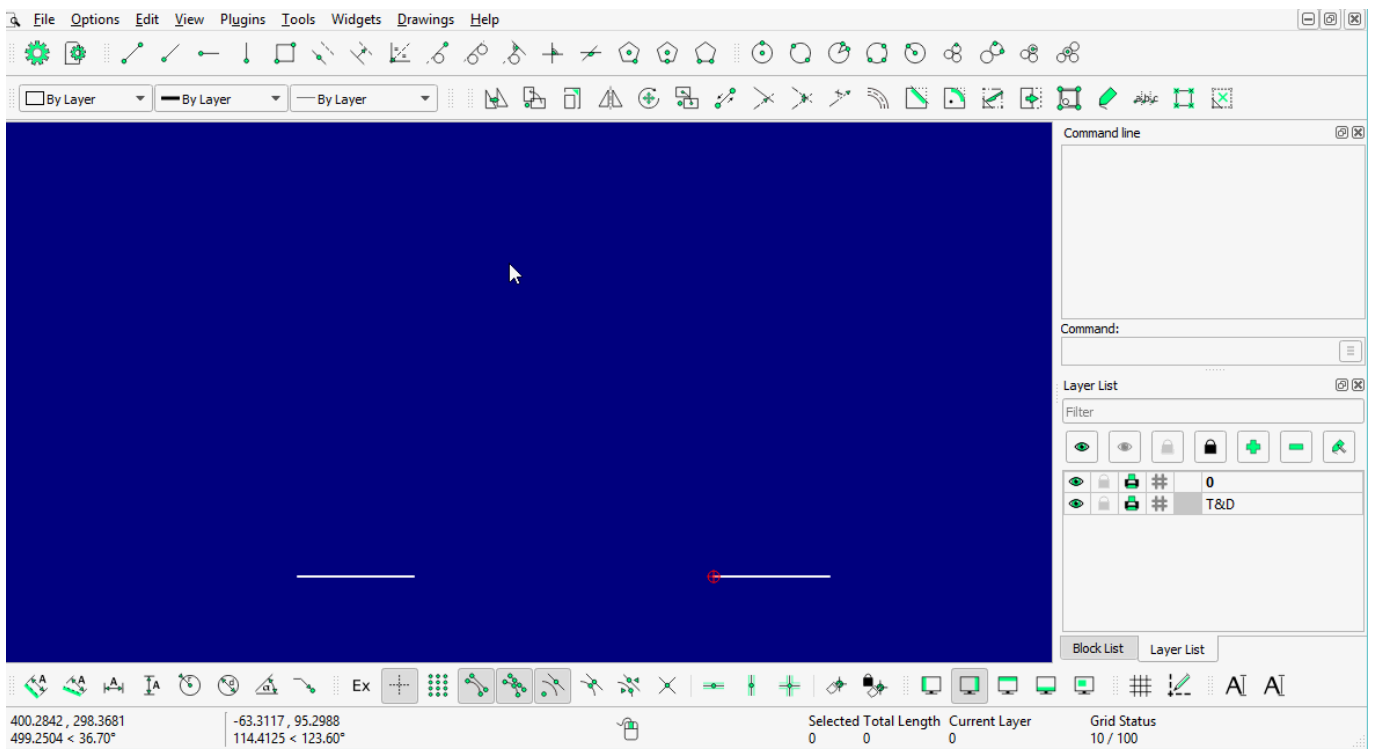 File Options Edit View Plugins Tools Widgets Drawings Help
By Layer By Layer By Layer
Command line
Command:
Layer List
Filter
0
T&D
Block List Layer List
Ex
400.2842 , 298.3681
499.2504 < 36.70°
-63.3117 , 95.2988
114.4125 < 123.60°
Selected Total Length Current Layer
0 0 0
Grid Status
10 / 100